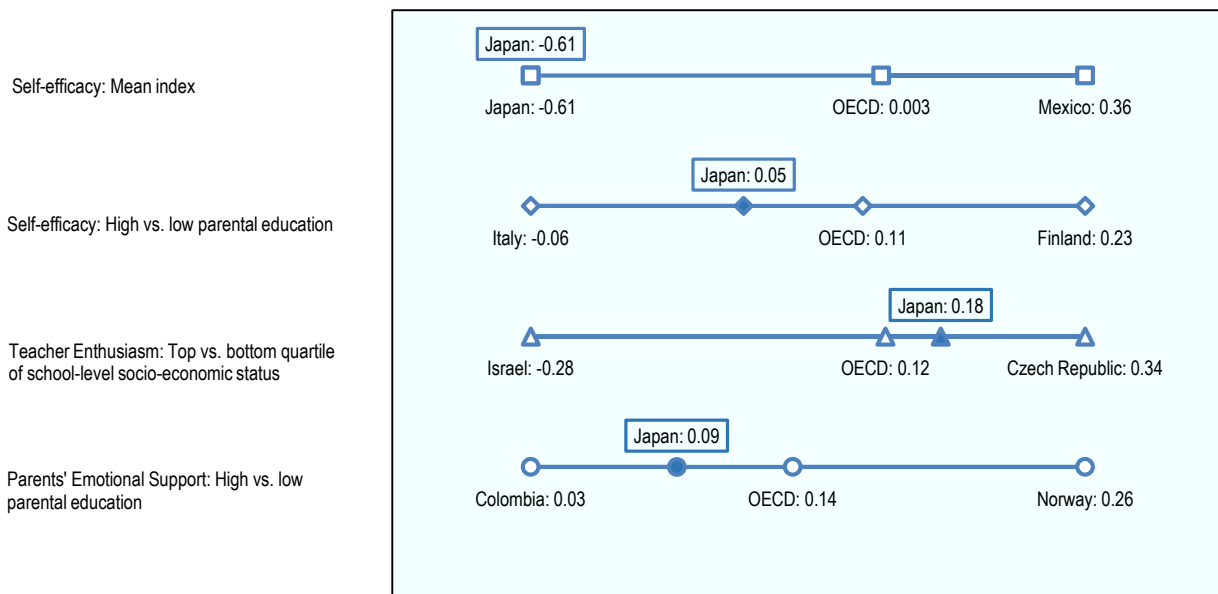 Japan: -0.61
Self-efficacy: Mean index
Japan: -0.61
OECD: 0.003
Mexico: 0.36
Japan: 0.05
Self-efficacy: High vs. low parental education
Italy: -0.06
OECD: 0.11
Finland: 0.23
Japan: 0.18
Teacher Enthusiasm: Top vs. bottom quartile
of school-level socio-economic status
Israel: -0.28
OECD: 0.12
Czech Republic: 0.34
Japan: 0.09
Parents' Emotional Support: High vs. low
parental education
Colombia: 0.03
OECD: 0.14
Norway: 0.26